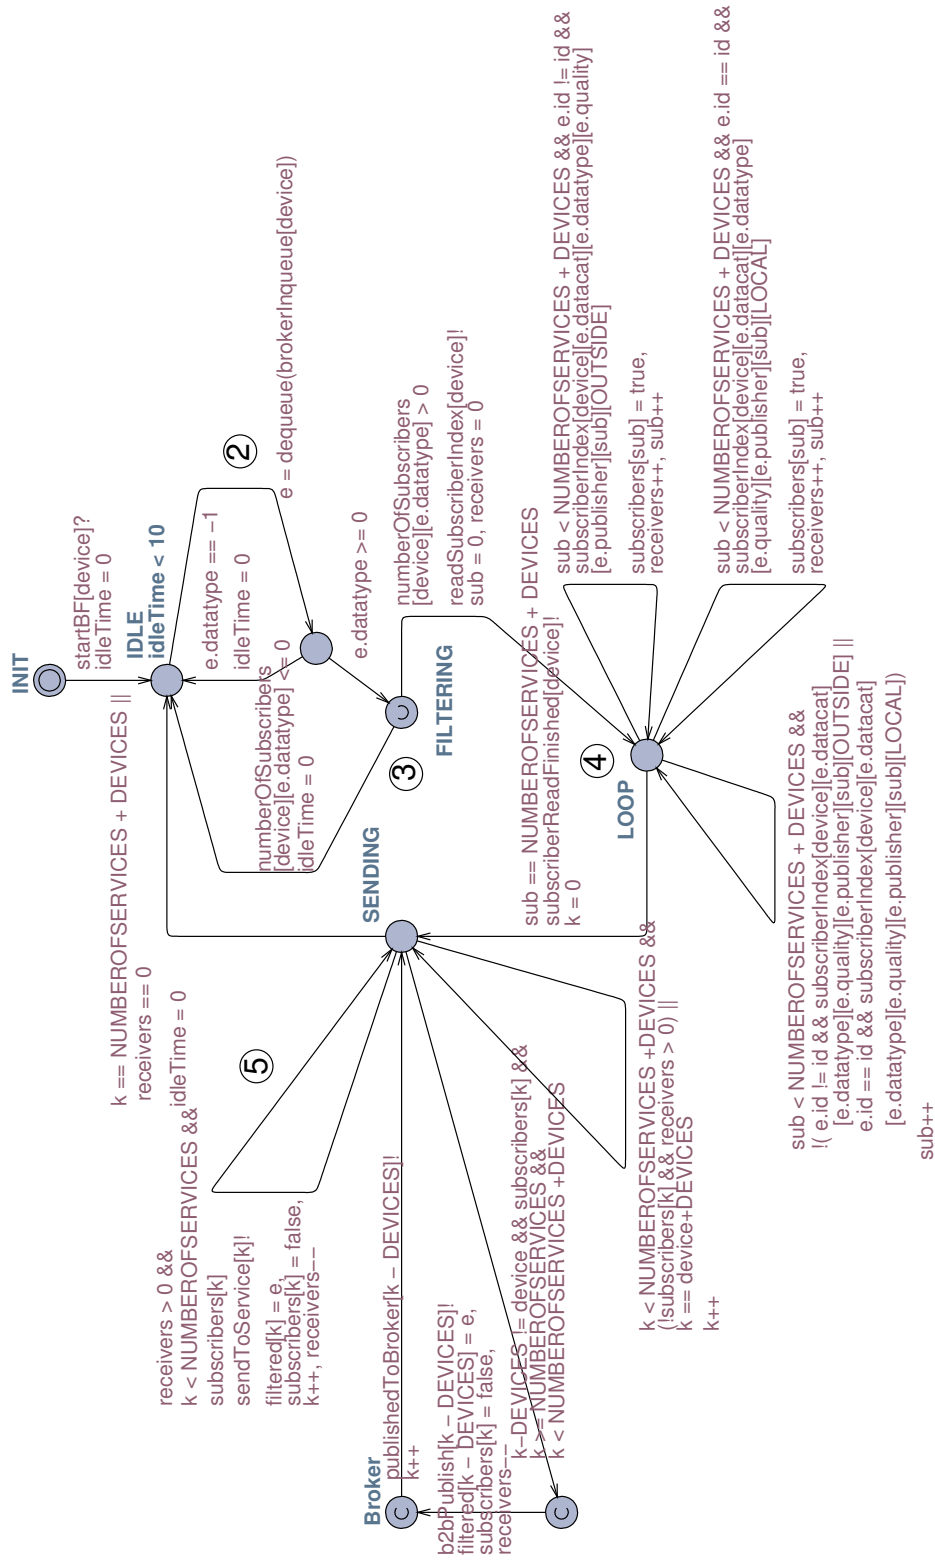 INIT
startBF[device]?
idleTime = 0
IDLE
idleTime < 10
e.datatype == −1
idleTime = 0
2
e = dequeue(brokerInqueue[device])
e.datatype >= 0
numberOfSubscribers
[device][e.datatype] <= 0
idleTime = 0
3
FILTERING
numberOfSubscribers
[device][e.datatype] > 0
readSubscriberIndex[device]!
sub = 0, receivers = 0
k == NUMBEROFSERVICES + DEVICES ||
receivers == 0
idleTime = 0
SENDING
sub == NUMBEROFSERVICES + DEVICES
subscriberReadFinished[device]!
k = 0
4
LOOP
sub < NUMBEROFSERVICES + DEVICES && e.id != id &&
subscriberIndex[device][e.datacat][e.datatype][e.quality]
[e.publisher][sub][OUTSIDE]
subscribers[sub] = true,
receivers++, sub++
sub < NUMBEROFSERVICES + DEVICES && e.id == id &&
subscriberIndex[device][e.datacat][e.datatype]
[e.quality][e.publisher][sub][LOCAL]
subscribers[sub] = true,
receivers++, sub++
sub < NUMBEROFSERVICES + DEVICES &&
!( e.id != id && subscriberIndex[device][e.datacat]
[e.datatype][e.quality][e.publisher][sub][OUTSIDE] ||
e.id == id && subscriberIndex[device][e.datacat]
[e.datatype][e.quality][e.publisher][sub][LOCAL])
sub++
5
receivers > 0 &&
k < NUMBEROFSERVICES &&
subscribers[k]
sendToService[k]!
filtered[k] = e,
subscribers[k] = false,
k++, receivers−−
Broker
publishedToBroker[k − DEVICES]!
k++
b2bPublish[k − DEVICES]!
filtered[k − DEVICES] = e,
subscribers[k] = false,
receivers−−
k−DEVICES != device && subscribers[k] &&
k >= NUMBEROFSERVICES &&
k < NUMBEROFSERVICES +DEVICES
k < NUMBEROFSERVICES +DEVICES &&
(!subscribers[k] && receivers > 0) ||
k == device+DEVICES
k++